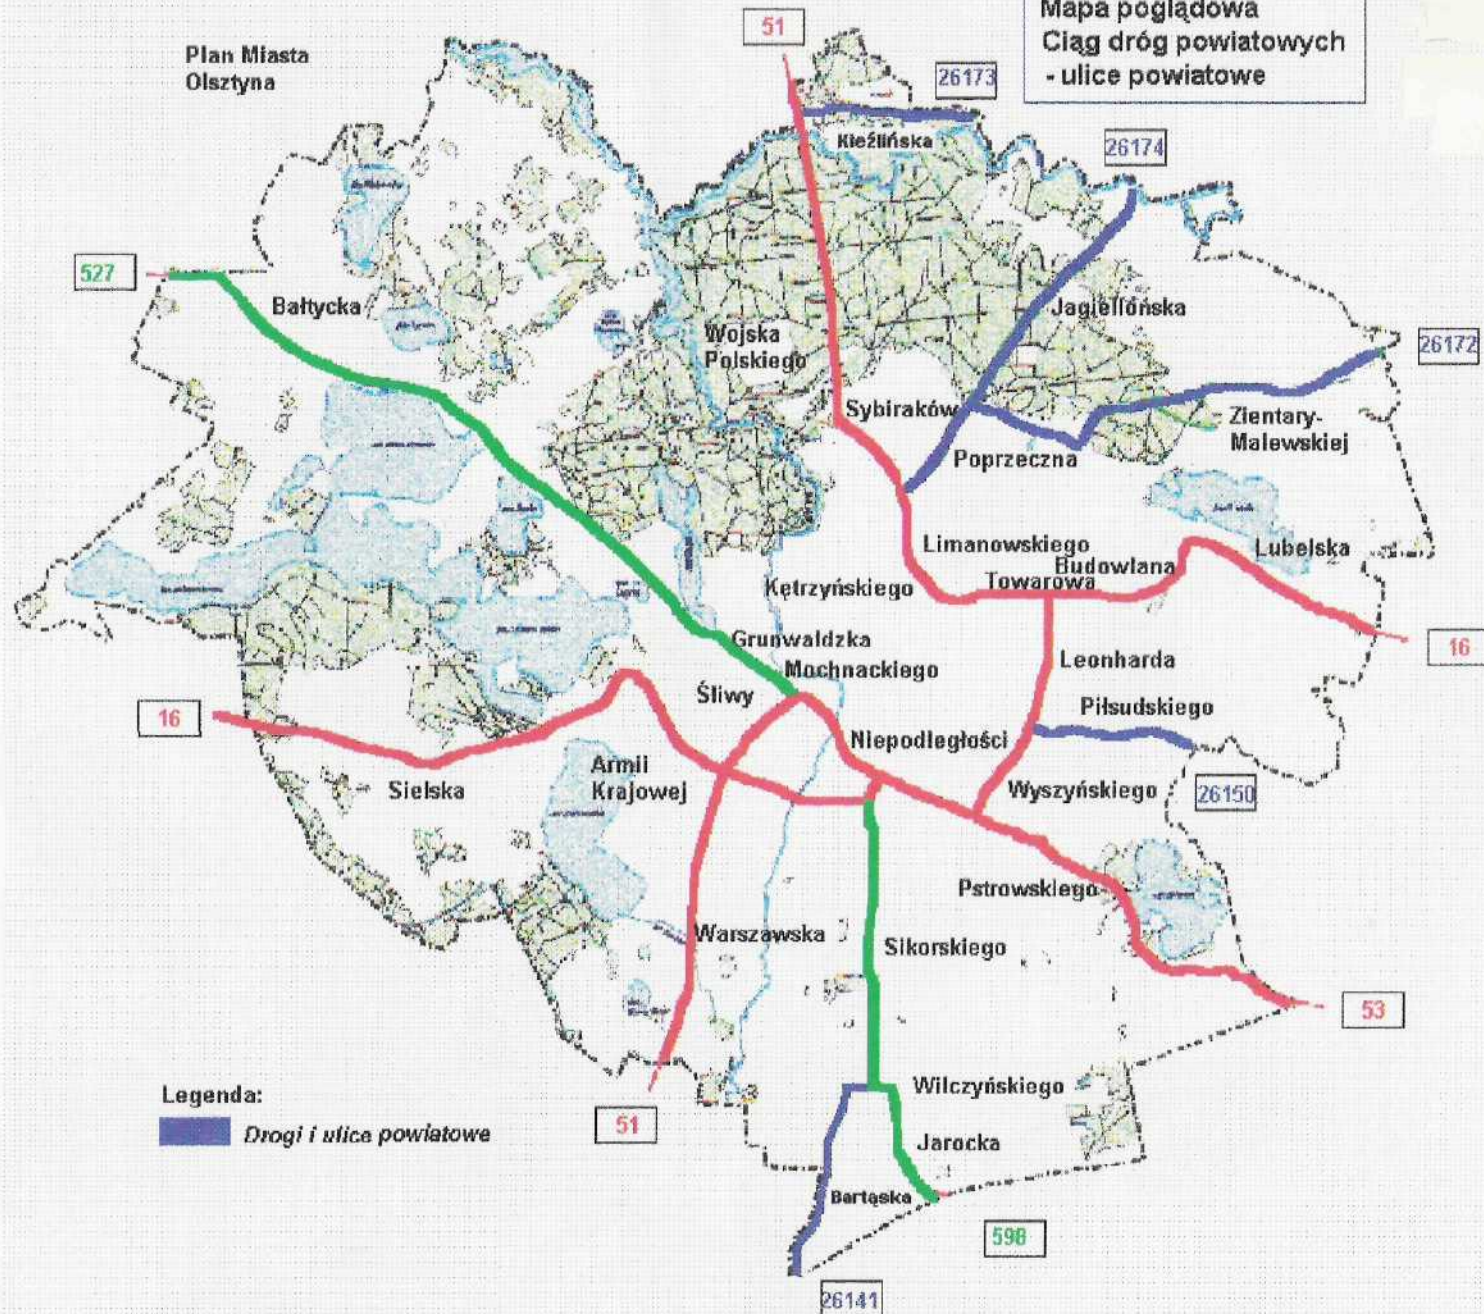 Plan Miasta
Olsztyna
Mapa poglądowa
Ciąg dróg powiatowych
- ulice powiatowe
51
26173
Kieźlińska
26174
527
Bałtycka
Wojska
Polskiego
Jagiellońska
26172
Sybiraków
Zientary-
Malewskiej
Poprzeczna
Limanowskiego
Budowlana
Lubelska
Kętrzyńskiego
Towarowa
Grunwaldzka
Mochnackiego
Leonharda
16
Śliwy
Piłsudskiego
16
Niepodległości
Armii
Krajowej
Sielska
Wyszyńskiego
26150
Pstrowskiego
Warszawska
Sikorskiego
53
Wilczyńskiego
Legenda:
Drogi i ulice powiatowe
51
Jarocka
Bartąska
598
26141